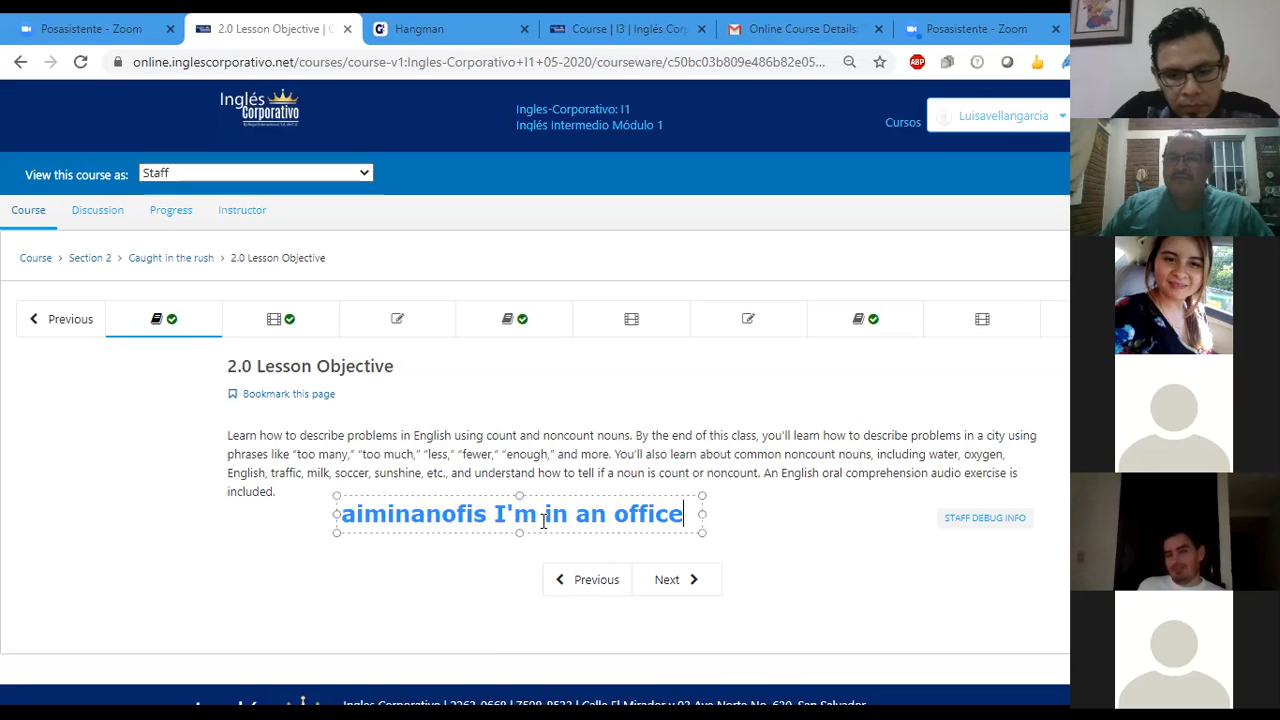 Posasistente - Zoom
2.0 Lesson Objective | C
Hangman
Course | I3 | Inglés Corp
Online Course Details:
Posasistente - Zoom
online.inglescorporativo.net/courses/course-v1:Ingles-Corporativo+I1+05-2020/courseware/c50bc03b809e486b82e05...
ABP
Inglés
Corporativo
Ingles-Corporativo: I1
Inglés Intermedio Módulo 1
Cursos
Luisavellangarcia
View this course as:
Staff
Course
Discussion
Progress
Instructor
Course > Section 2 > Caught in the rush > 2.0 Lesson Objective
Previous
2.0 Lesson Objective
Bookmark this page
Learn how to describe problems in English using count and noncount nouns. By the end of this class, you'll learn how to describe problems in a city using
phrases like “too many,” “too much,” “less,” “fewer,” “enough,” and more. You'll also learn about common noncount nouns, including water, oxygen,
English, traffic, milk, soccer, sunshine, etc., and understand how to tell if a noun is count or noncount. An English oral comprehension audio exercise is
included.
aiminanofis I'm in an office
STAFF DEBUG INFO
Previous
Next